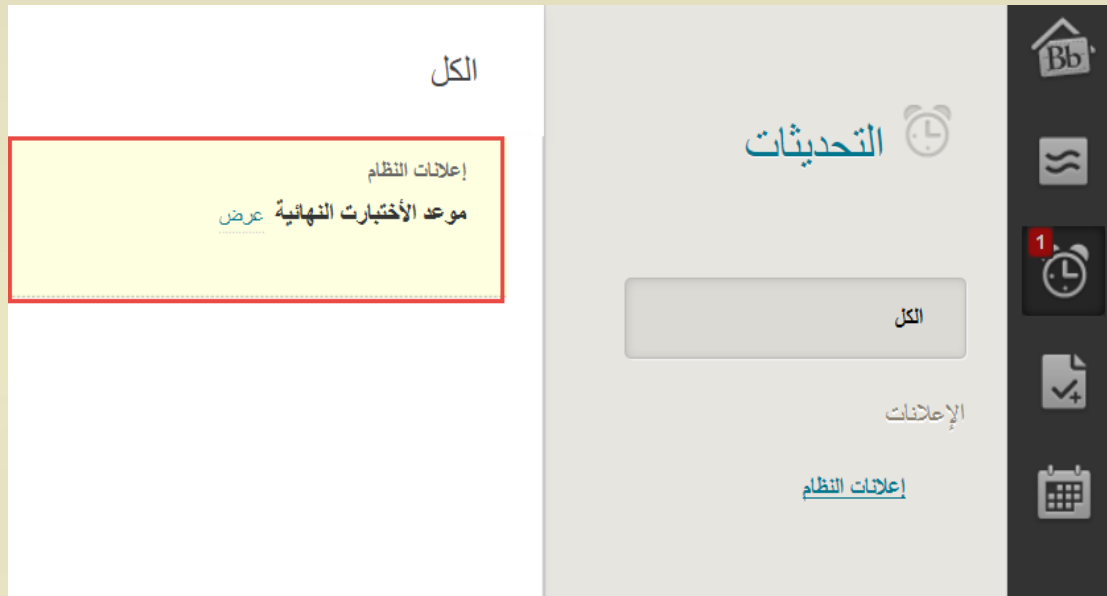 Bb
1
التحديثات
الكل
الإعلانات
إعلانات النظام
الكل
إعلانات النظام
موعد الأختبارت النهائية عرض